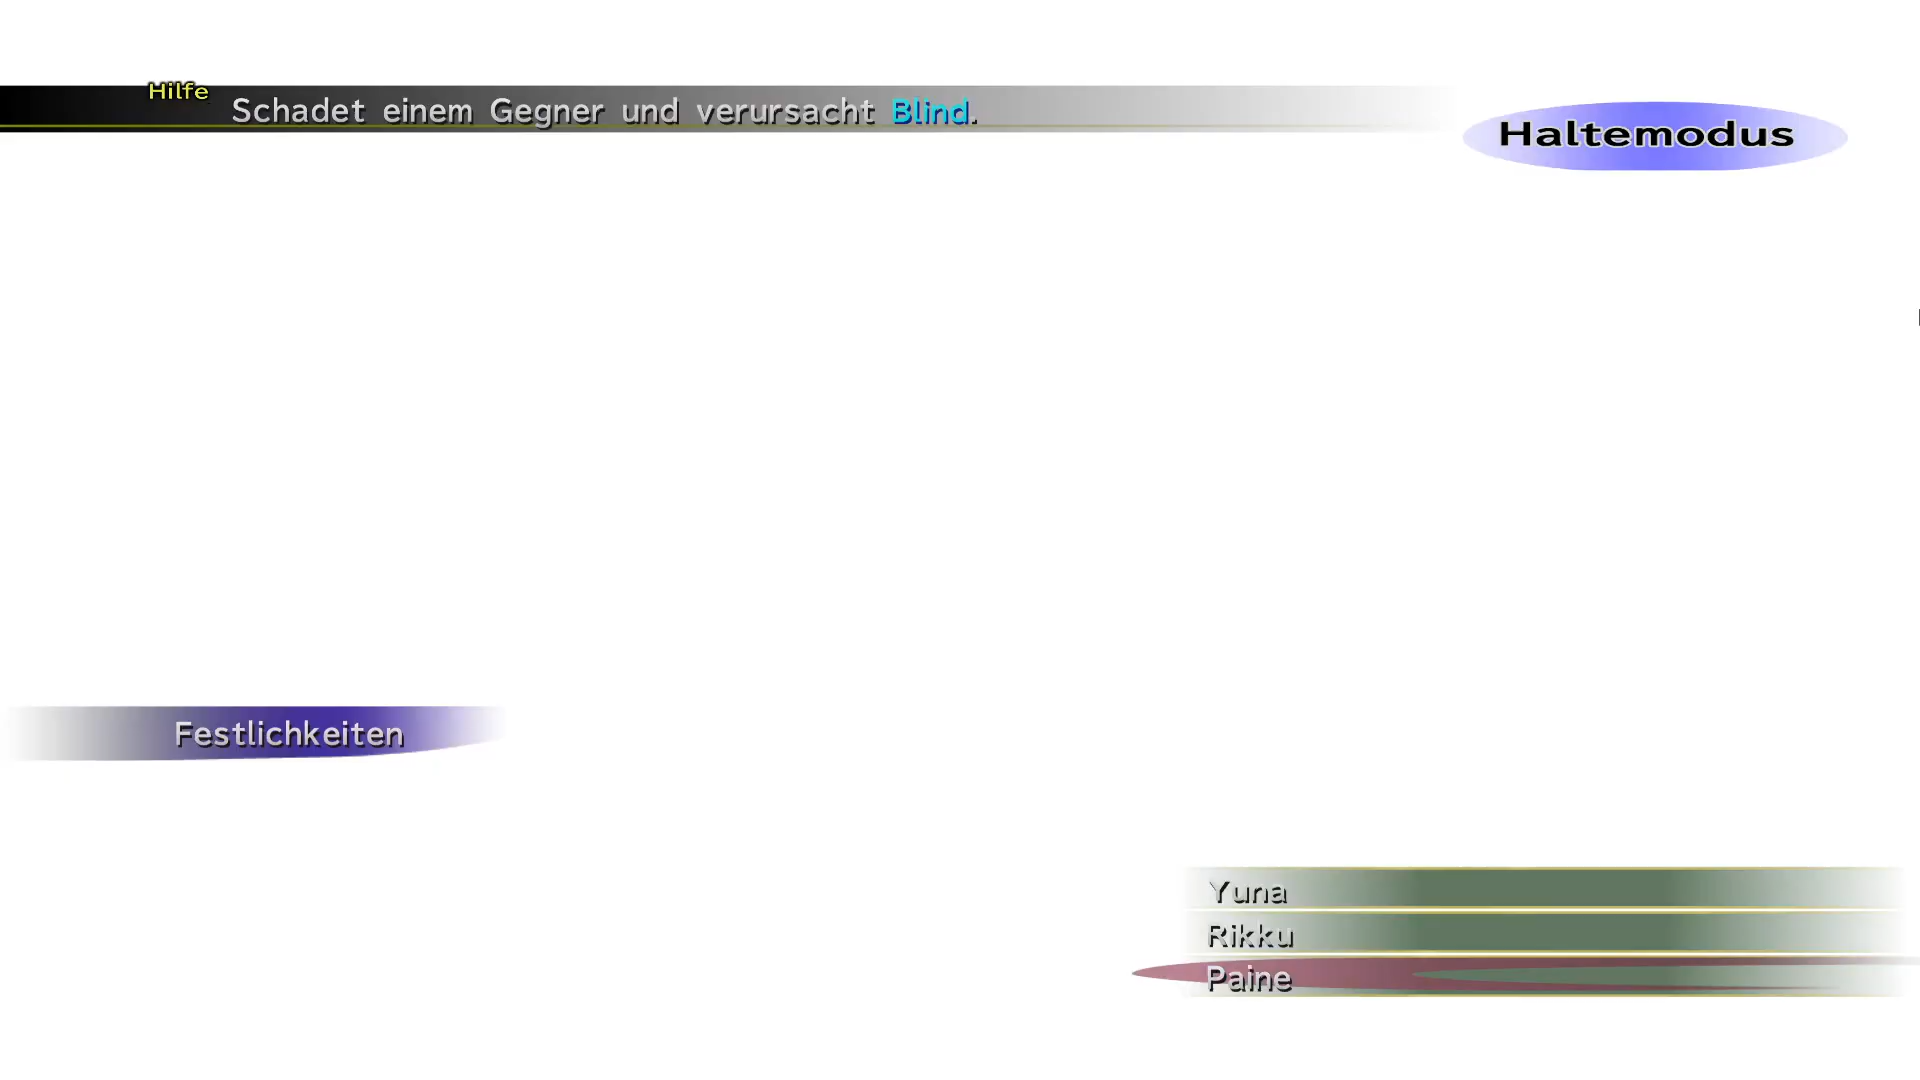 Hilfe
Schadet einem Gegner und verursacht Blind.
Haltemodus
Festlichkeiten
Yuna
Rikku
Paine